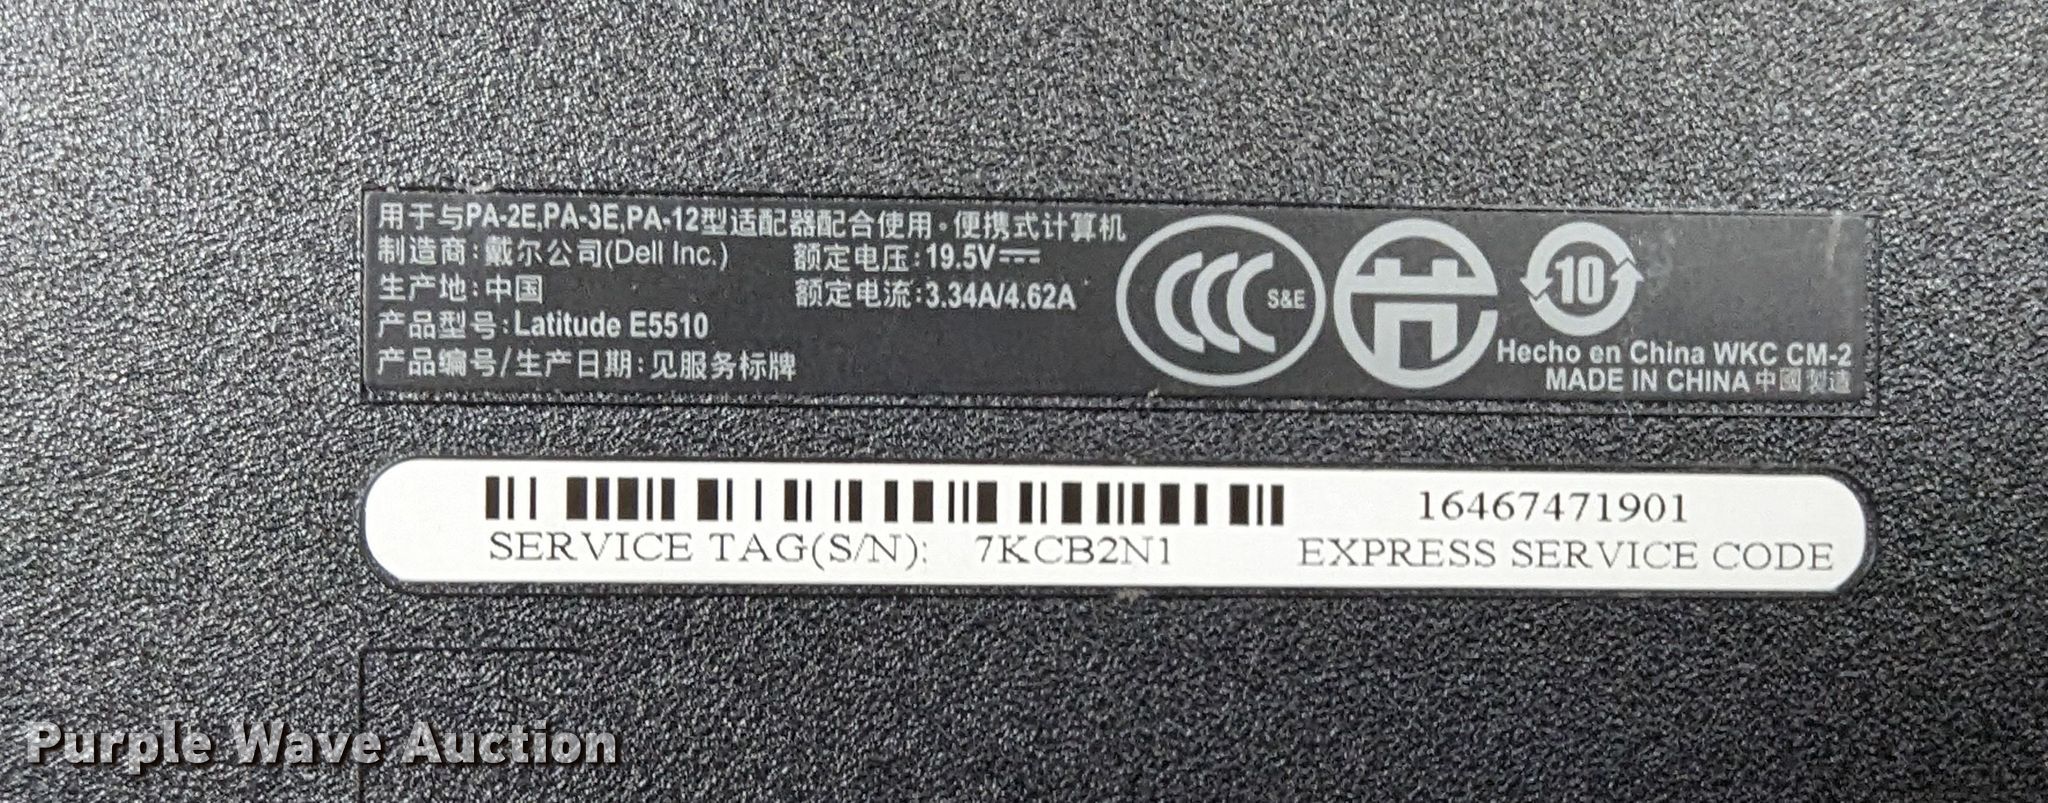 用于与PA-2E,PA-3E,PA-12型适配器配合使用·便携式计算机
制造商:戴尔公司(Dell Inc.) 额定电压:19.5V
生产地:中国 额定电流:3.34A/4.62A
产品型号:Latitude E5510
产品编号/生产日期:见服务标牌
CCC S&E
10
Hecho en China WKC CM-2
MADE IN CHINA 中國製造
16467471901
SERVICE TAG(S/N): 7KCB2N1 EXPRESS SERVICE CODE
Purple Wave Auction